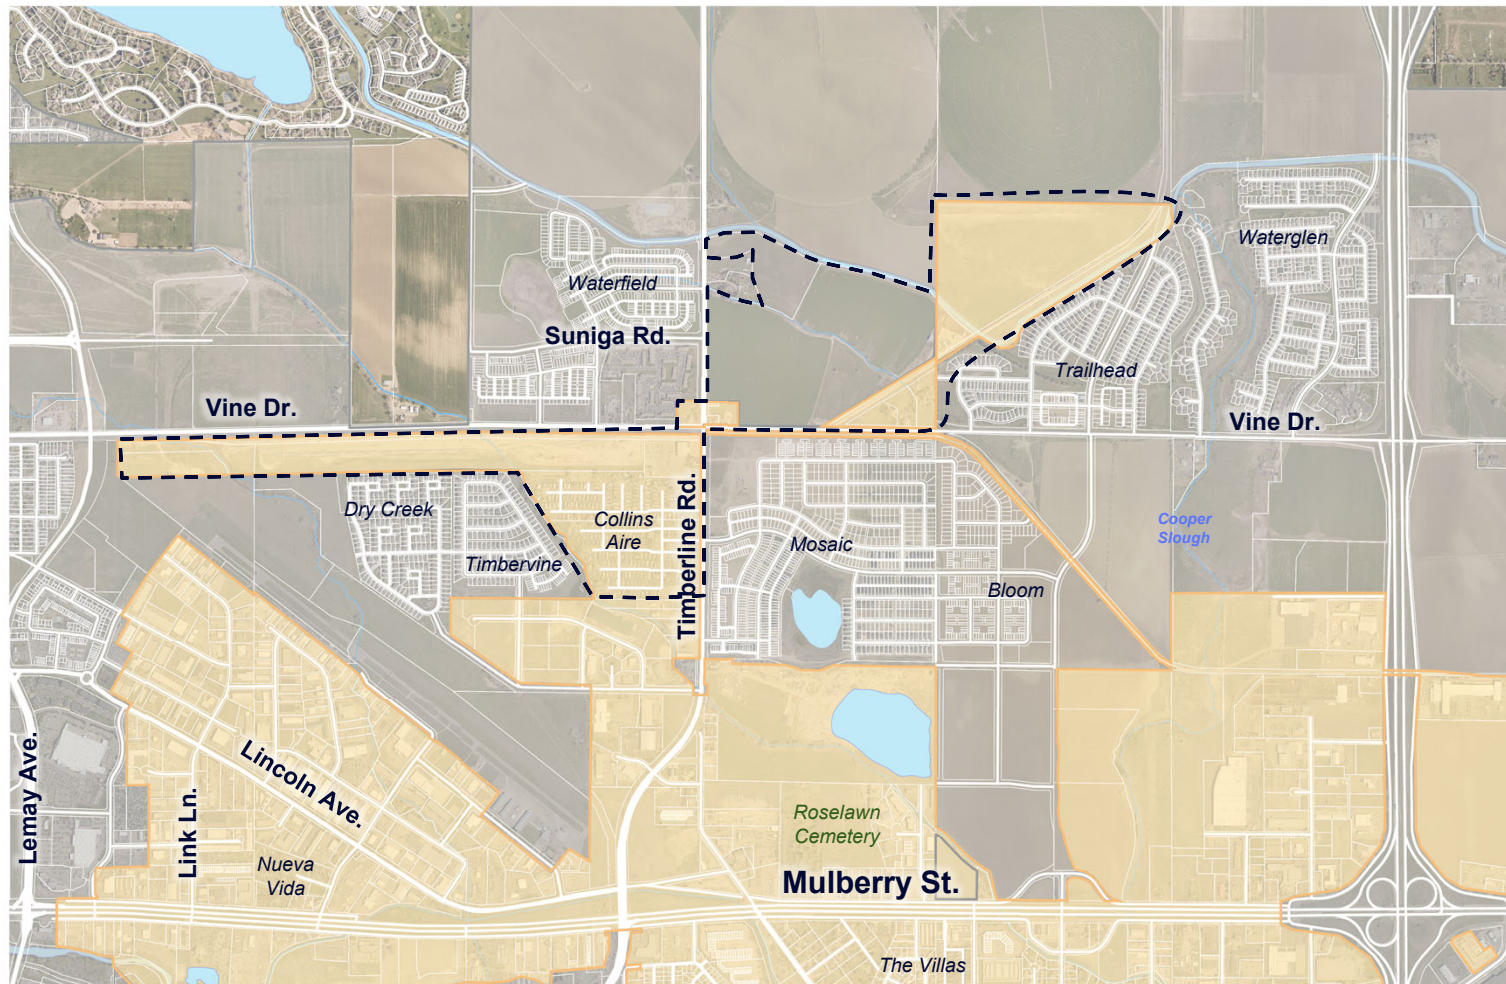 Waterglen
Waterfield
Suniga Rd.
Trailhead
Vine Dr.
Vine Dr.
Timberline Rd.
Dry Creek
Collins
Aire
Cooper
Slough
Mosaic
Timbervine
Bloom
Lemay Ave.
Link Ln.
Lincoln Ave.
Roselawn
Cemetery
Nueva
Vida
Mulberry St.
The Villas